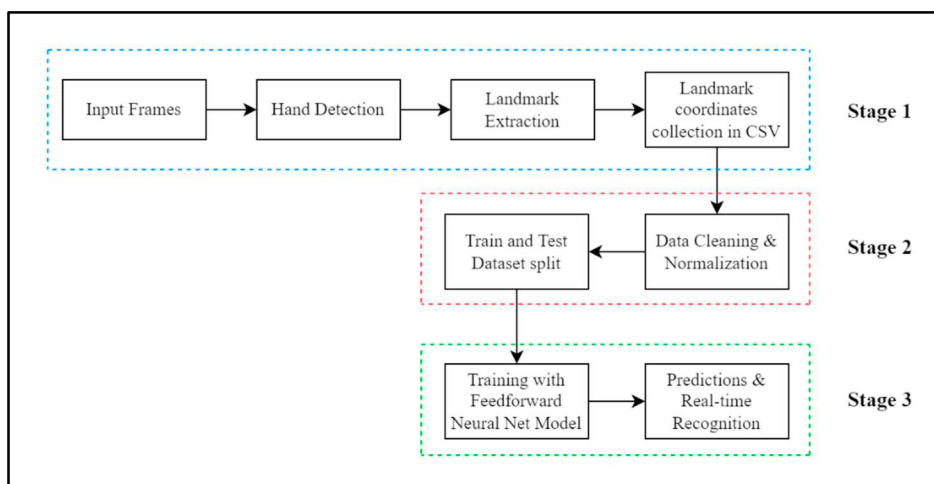 Input Frames
Hand Detection
Landmark
Extraction
Landmark
coordinates
collection in CSV
Stage 1
Train and Test
Dataset split
Data Cleaning &
Normalization
Stage 2
Training with
Feedforward
Neural Net Model
Predictions &
Real-time
Recognition
Stage 3